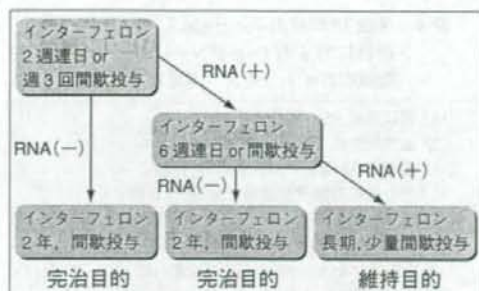 インターフェロン
2週連日or
週3回間歇投与
RNA(+)
インターフェロン
6週連日or間歇投与
RNA(-)
RNA(-)
RNA(+)
インターフェロン
2年,間歇投与
インターフェロン
2年,間歇投与
インターフェロン
長期,少量間歇投与
完治目的
完治目的
維持目的